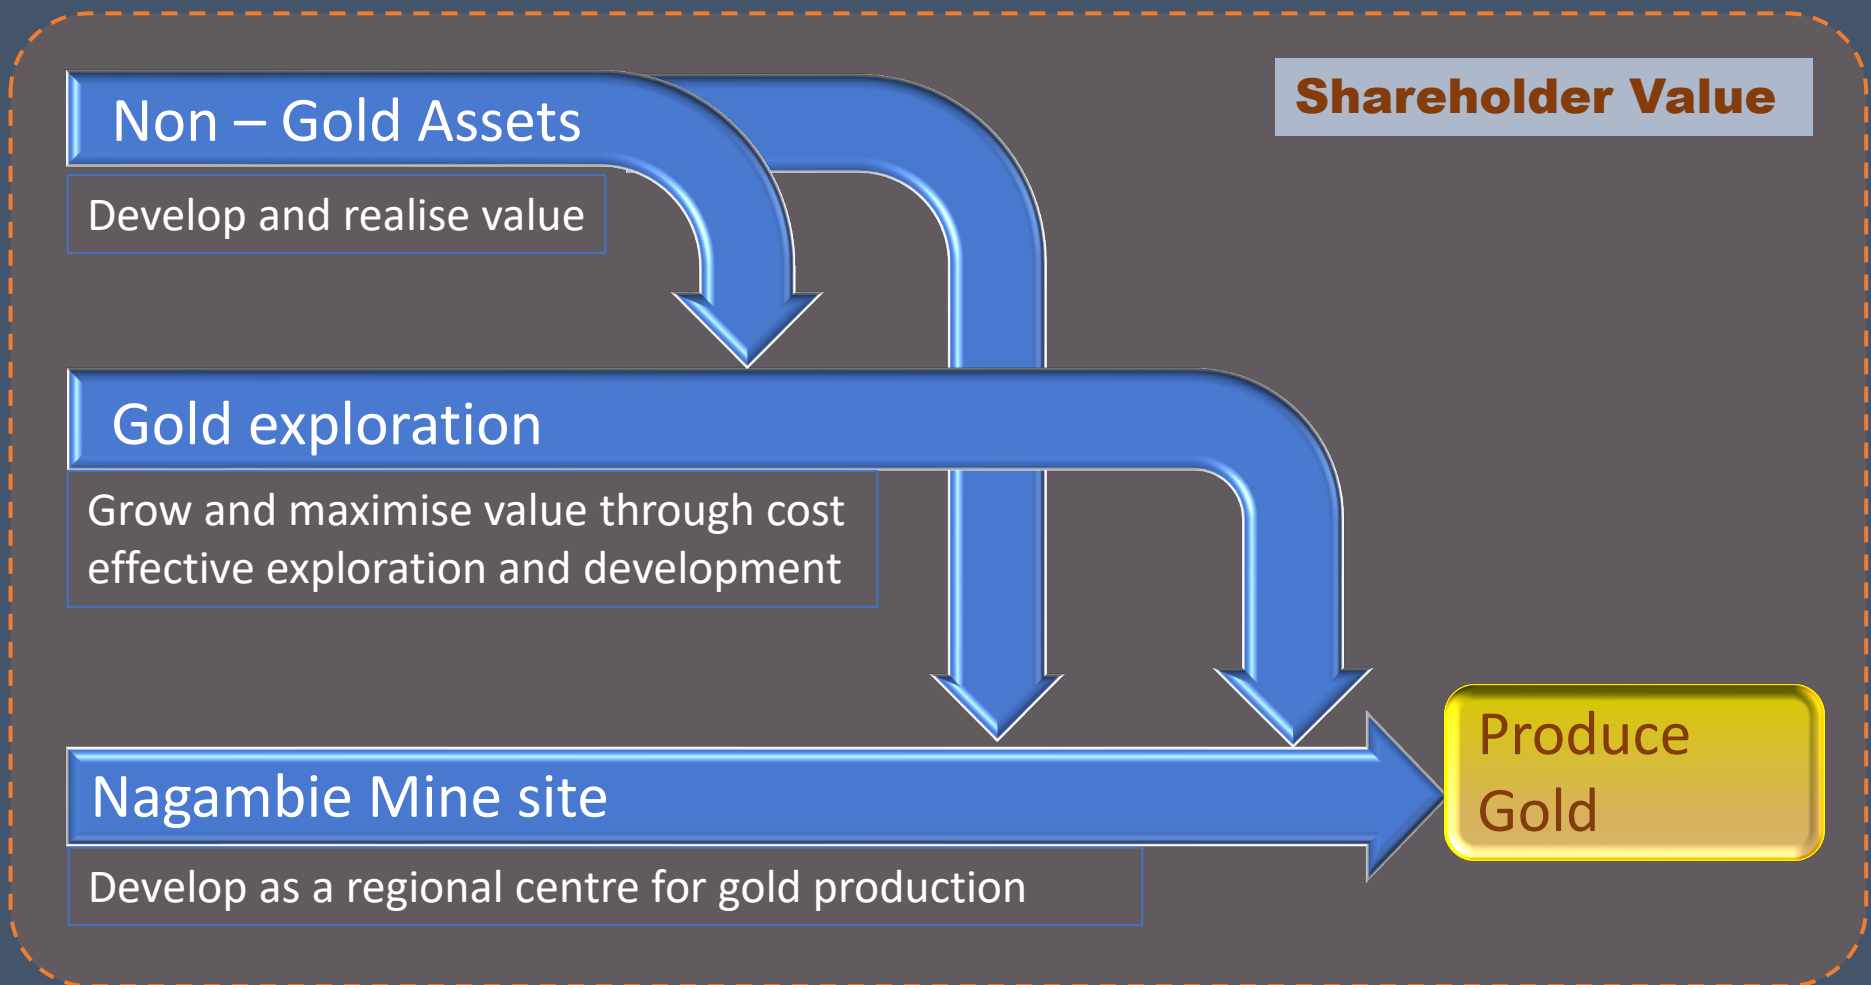 Shareholder Value
Non – Gold Assets
Develop and realise value
Gold exploration
Grow and maximise value through cost
effective exploration and development
Nagambie Mine site
Develop as a regional centre for gold production
Produce
Gold